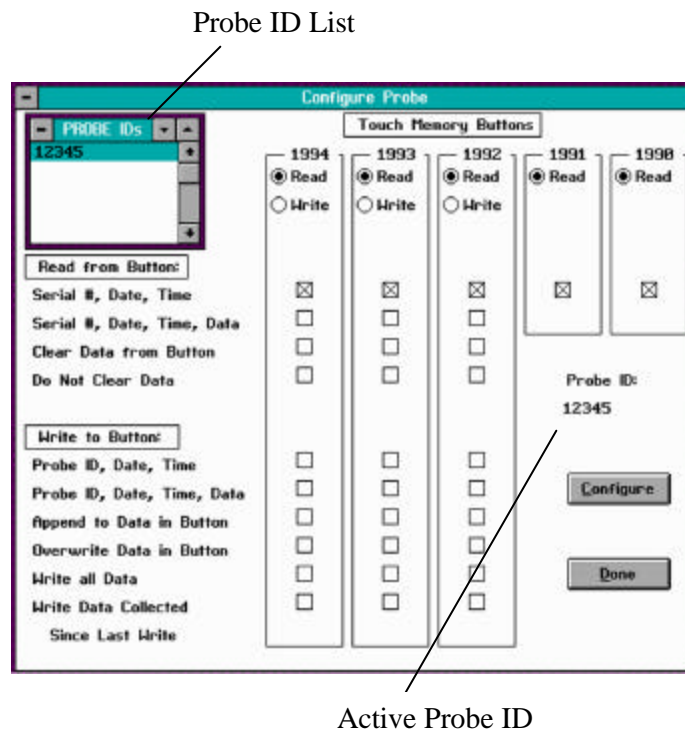 Probe ID List
Configure Probe
PROBE IDs
12345
Touch Memory Buttons
1994 1993 1992 1991 1990
Read Read Read Read Read
Write Write Write
Read from Button:
Serial #, Date, Time
Serial #, Date, Time, Data
Clear Data from Button
Do Not Clear Data
Probe ID:
12345
Write to Button:
Probe ID, Date, Time
Probe ID, Date, Time, Data
Configure
Append to Data in Button
Overwrite Data in Button
Write all Data
Done
Write Data Collected
Since Last Write
Active Probe ID